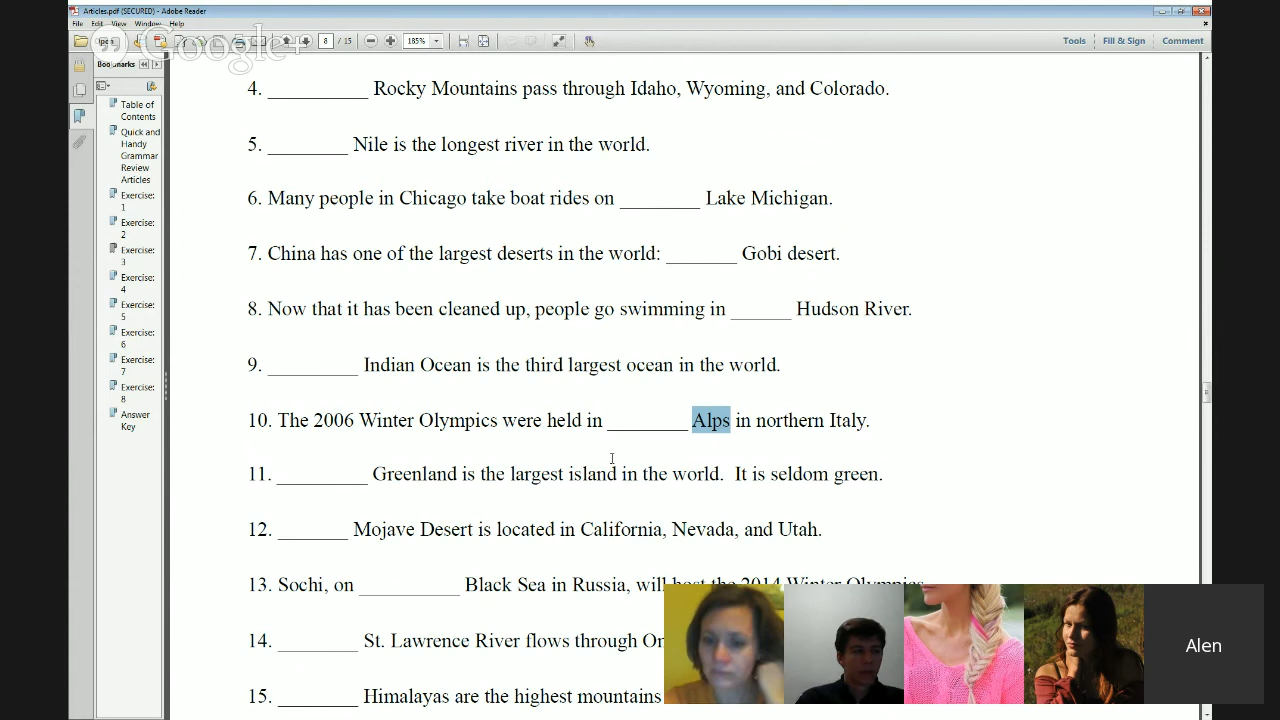 Articles.pdf (SECURED) - Adobe Reader
File Edit View Window Help
Open
8 / 15
185%
Tools Fill & Sign Comment
Google+
Bookmarks
Table of
Contents
Quick and
Handy
Grammar
Review
Articles
Exercise:
1
Exercise:
2
Exercise:
3
Exercise:
4
Exercise:
5
Exercise:
6
Exercise:
7
Exercise:
8
Answer
Key
4. __________ Rocky Mountains pass through Idaho, Wyoming, and Colorado.
5. ________ Nile is the longest river in the world.
6. Many people in Chicago take boat rides on ________ Lake Michigan.
7. China has one of the largest deserts in the world: _______ Gobi desert.
8. Now that it has been cleaned up, people go swimming in ______ Hudson River.
9. _________ Indian Ocean is the third largest ocean in the world.
10. The 2006 Winter Olympics were held in ________ Alps in northern Italy.
11. _________ Greenland is the largest island in the world. It is seldom green.
12. _______ Mojave Desert is located in California, Nevada, and Utah.
13. Sochi, on __________ Black Sea in Russia, will host the 2014 Winter Olympics
14. ________ St. Lawrence River flows through On
15. ________ Himalayas are the highest mountains
Alen